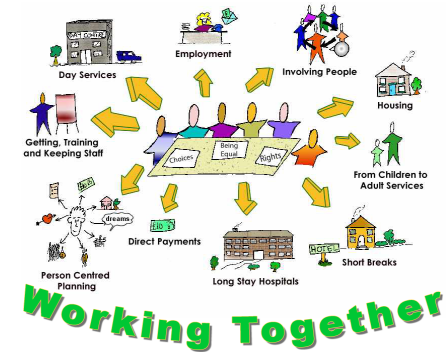 DAY CENTRE
Day Services
Employment
Involving People
Housing
Getting, Training
and Keeping Staff
Choices
Being
Equal
Rights
From Children to
Adult Services
dreams
Person Centred
Planning
£10
Direct Payments
Long Stay Hospitals
HOTEL
Short Breaks
Working Together